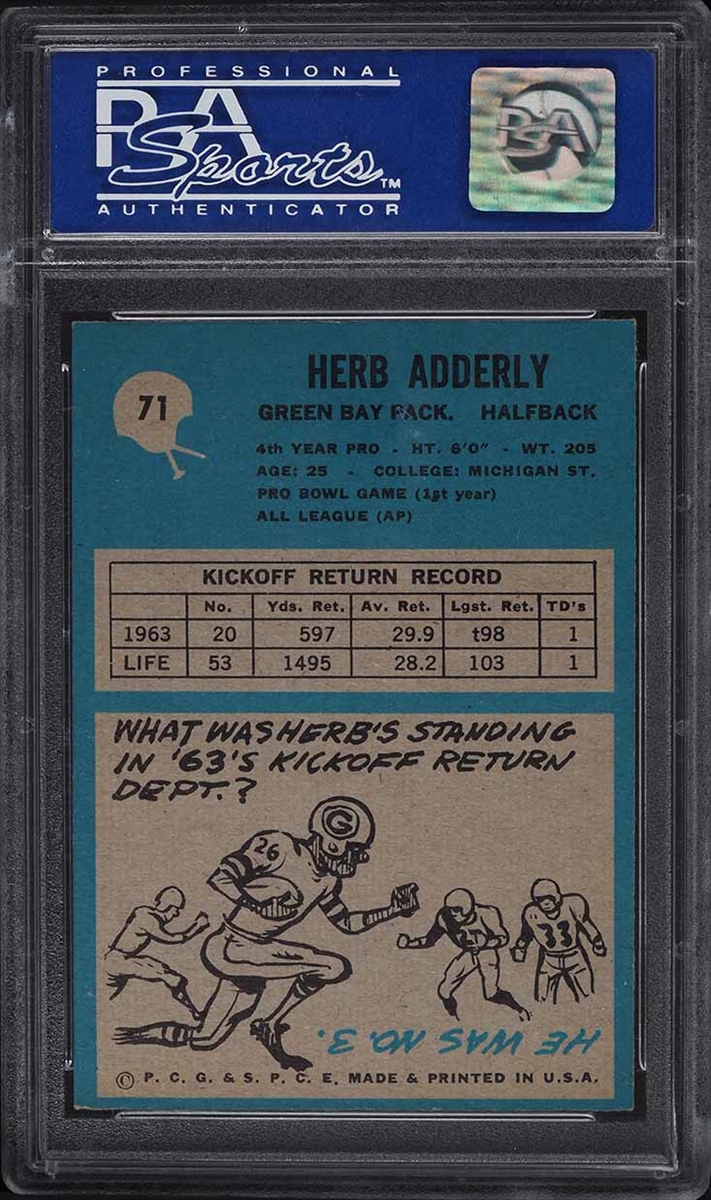 PROFESSIONAL
PSA
Sports™
AUTHENTICATOR
PSA
71
HERB ADDERLY
GREEN BAY PACK. HALFBACK
4th YEAR PRO - HT. 6'0" - WT. 205
AGE: 25 - COLLEGE: MICHIGAN ST.
PRO BOWL GAME (1st year)
ALL LEAGUE (AP)
KICKOFF RETURN RECORD
No. Yds. Ret. Av. Ret. Lgst. Ret. TD's
1963 20 597 29.9 t98 1
LIFE 53 1495 28.2 103 1
WHAT WAS HERB'S STANDING
IN '63'S KICKOFF RETURN
DEPT.?
G
26
33
HE WAS NO. 3.
© P. C. G. & S. P. C. E. MADE & PRINTED IN U.S.A.